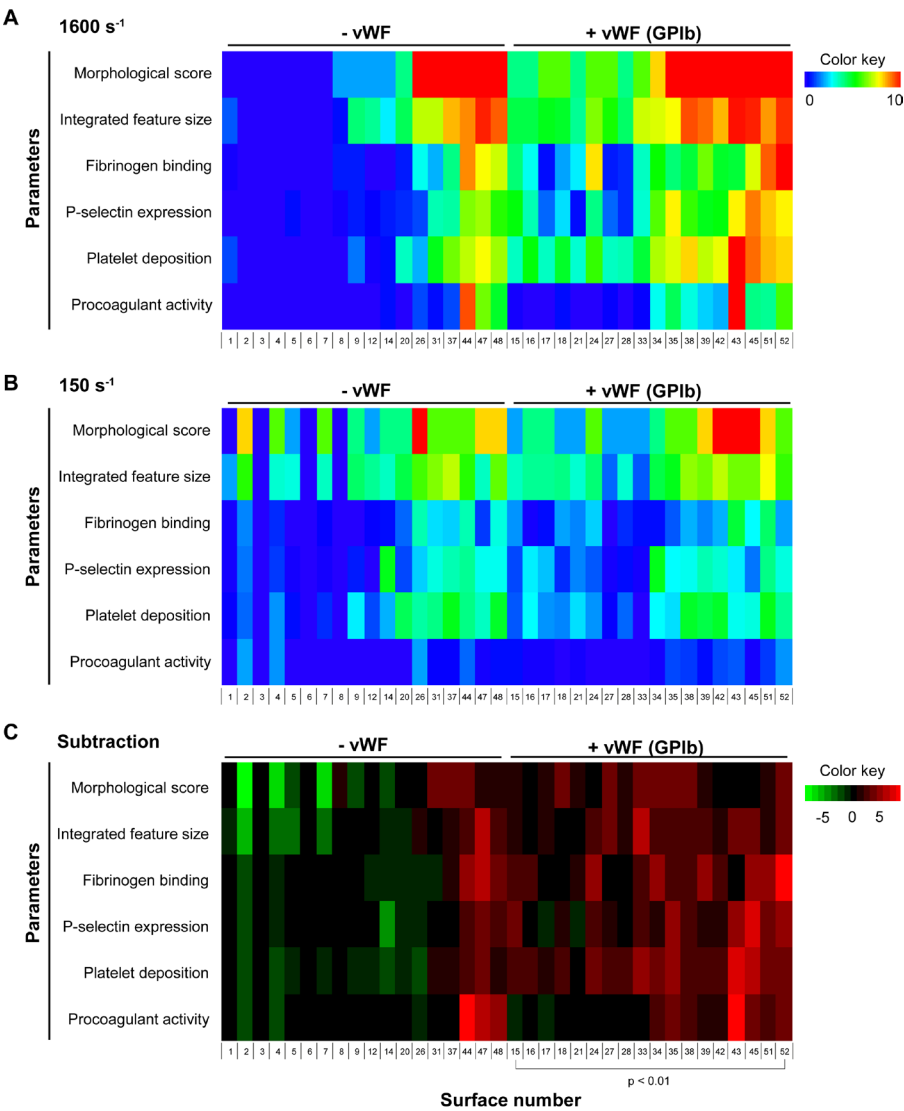 A
1600 s-1
- vWF
+ vWF (GPIb)
Color key
0 10
Parameters
Morphological score
Integrated feature size
Fibrinogen binding
P-selectin expression
Platelet deposition
Procoagulant activity
1 2 3 4 5 6 7 8 9 12 14 20 26 31 37 44 47 48 15 16 17 18 21 24 27 28 33 34 35 38 39 42 43 45 51 52
B
150 s-1
- vWF
+ vWF (GPIb)
Parameters
Morphological score
Integrated feature size
Fibrinogen binding
P-selectin expression
Platelet deposition
Procoagulant activity
1 2 3 4 5 6 7 8 9 12 14 20 26 31 37 44 47 48 15 16 17 18 21 24 27 28 33 34 35 38 39 42 43 45 51 52
C
Subtraction
- vWF
+ vWF (GPIb)
Color key
-5 0 5
Parameters
Morphological score
Integrated feature size
Fibrinogen binding
P-selectin expression
Platelet deposition
Procoagulant activity
1 2 3 4 5 6 7 8 9 12 14 20 26 31 37 44 47 48 15 16 17 18 21 24 27 28 33 34 35 38 39 42 43 45 51 52
p < 0.01
Surface number